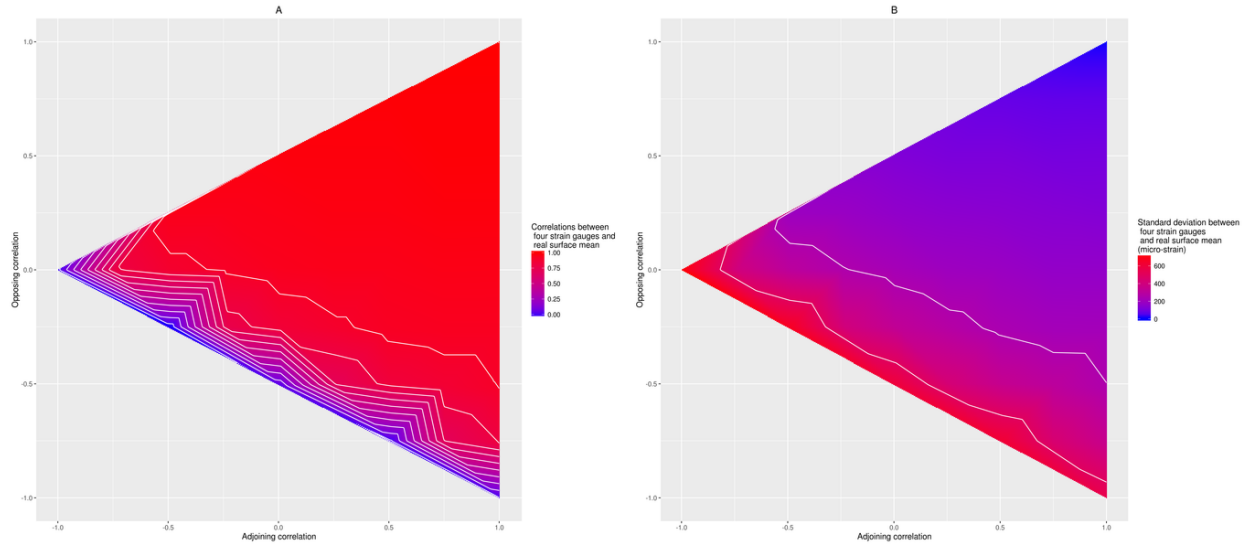 A
1.0
0.5
0.0
-0.5
-1.0
Opposing correlation
-1.0
-0.5
0.0
0.5
1.0
Adjoining correlation
Correlations between
four strain gauges and
real surface mean
1.00
0.75
0.50
0.25
0.00
B
1.0
0.5
0.0
-0.5
-1.0
Opposing correlation
-1.0
-0.5
0.0
0.5
1.0
Adjoining correlation
Standard deviation between
four strain gauges
and real surface mean
(micro-strain)
600
400
200
0